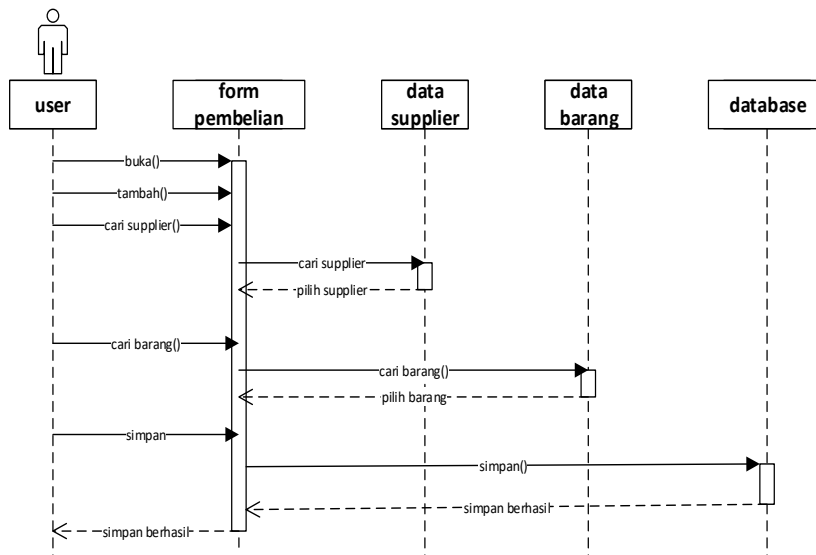 user
form
pembelian
data
supplier
data
barang
database
buka()
tambah()
cari supplier()
cari supplier
pilih supplier
cari barang()
cari barang()
pilih barang
simpan
simpan()
simpan berhasil
simpan berhasil